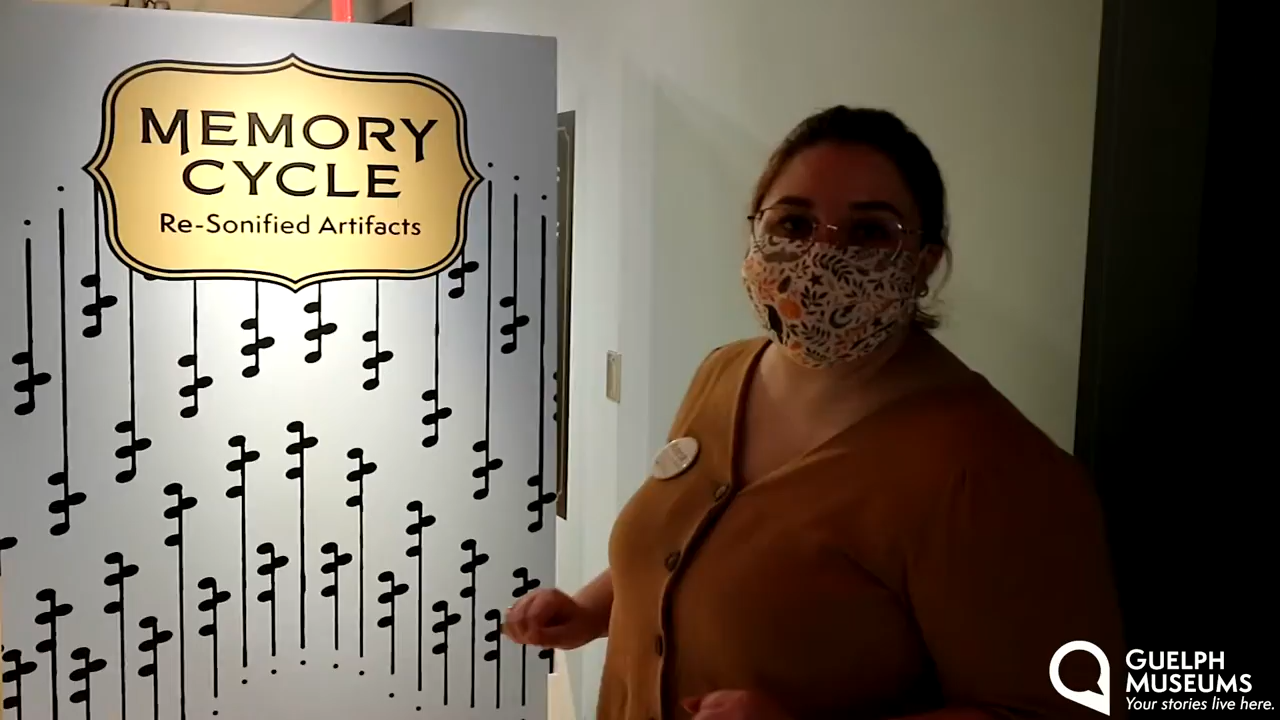 MEMORY
CYCLE
Re-Sonified Artifacts
GUELPH
MUSEUMS
Your stories live here.